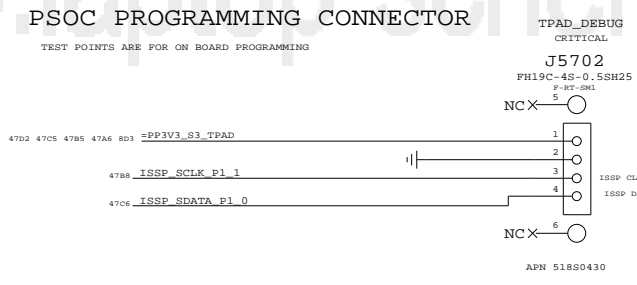 PSOC PROGRAMMING CONNECTOR
TEST POINTS ARE FOR ON BOARD PROGRAMMING
TPAD_DEBUG
CRITICAL
J5702
FH19C-4S-0.5SH25
F-RT-SM1
NC 5
47D2 47C5 47B5 47A6 8D3 =PP3V3_S3_TPAD 1
2
47B8 ISSP_SCLK_P1_1 3 ISSP CL
47C6 ISSP_SDATA_P1_0 4 ISSP D
NC 6
APN 518S0430